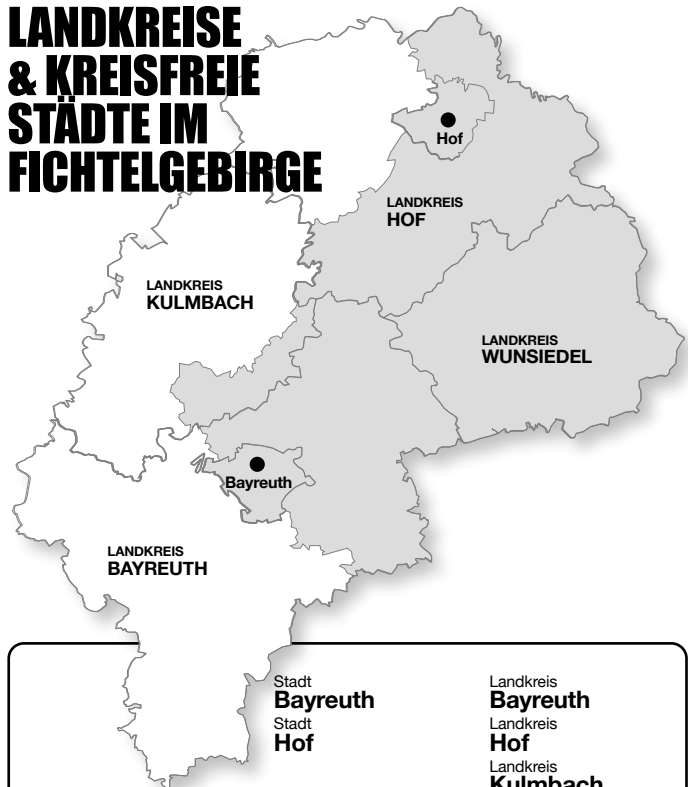 LANDKREISE
& KREISFREIE
STÄDTE IM
FICHTELGEBIRGE
Hof
LANDKREIS
HOF
LANDKREIS
KULMBACH
LANDKREIS
WUNSIEDEL
Bayreuth
LANDKREIS
BAYREUTH
Stadt
Bayreuth
Stadt
Hof
Landkreis
Bayreuth
Landkreis
Hof
Landkreis
Kulmbach